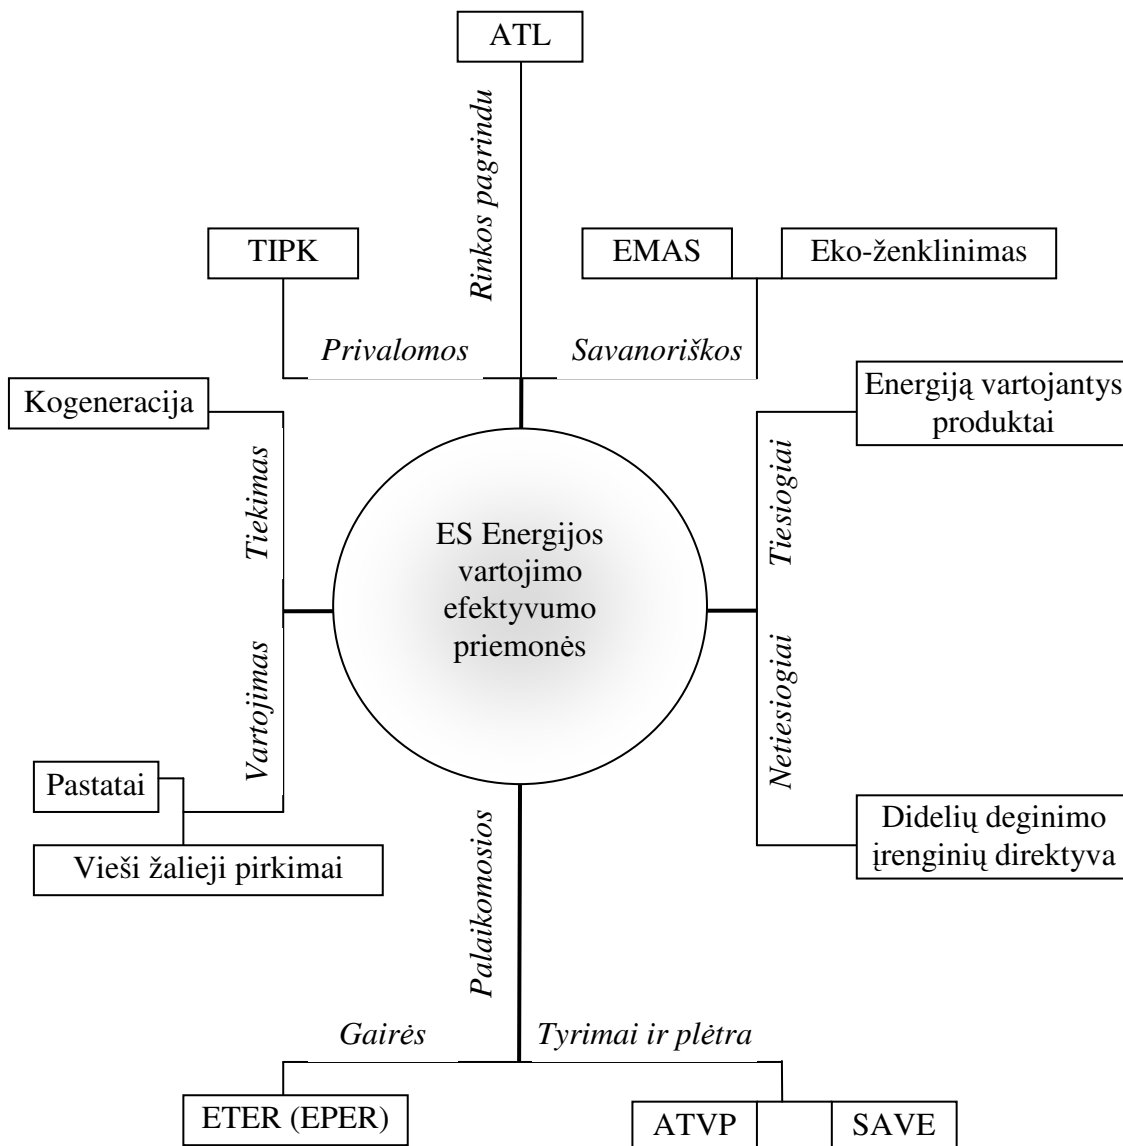 ATL
Rinkos pagrindu
TIPK
EMAS
Eko-ženklinimas
Privalomos
Savanoriškos
Kogeneracija
Energiją vartojantys
produktai
Tiekimas
Tiesiogiai
ES Energijos
vartojimo
efektyvumo
priemonės
Vartojimas
Netiesiogiai
Pastatai
Vieši žalieji pirkimai
Didelių deginimo
įrenginių direktyva
Palaikomosios
Gairės
Tyrimai ir plėtra
ETER (EPER)
ATVP
SAVE